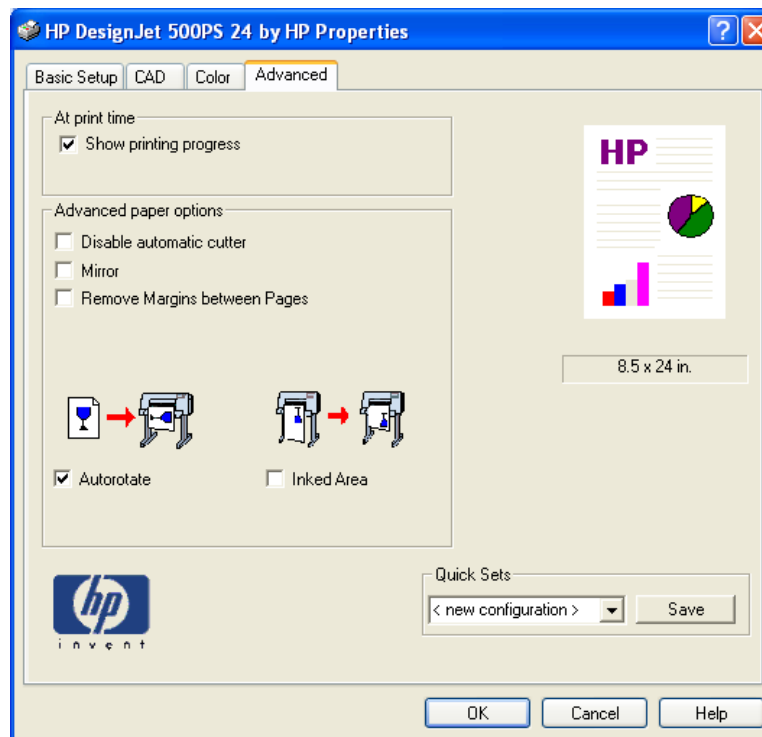 HP DesignJet 500PS 24 by HP Properties
Basic Setup CAD Color Advanced
At print time
Show printing progress
HP
Advanced paper options
Disable automatic cutter
Mirror
Remove Margins between Pages
8.5 x 24 in.
Autorotate Inked Area
Quick Sets
< new configuration > Save
hp
invent
OK Cancel Help